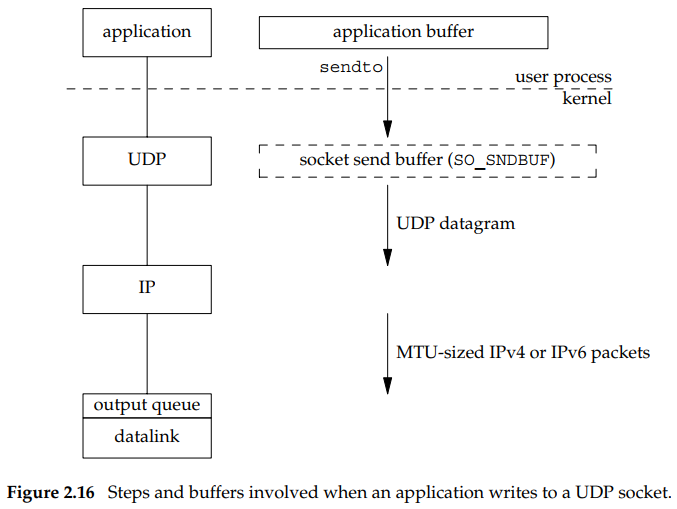 application
application buffer
sendto
user process
kernel
UDP
socket send buffer (SO_SNDBUF)
UDP datagram
IP
MTU-sized IPv4 or IPv6 packets
output queue
datalink
Figure 2.16 Steps and buffers involved when an application writes to a UDP socket.